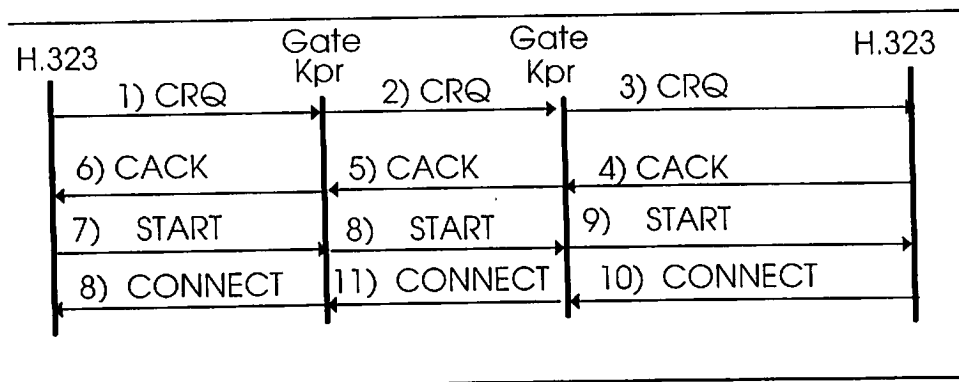 H.323
Gate
Kpr
Gate
Kpr
H.323
1) CRQ
2) CRQ
3) CRQ
6) CACK
5) CACK
4) CACK
7) START
8) START
9) START
8) CONNECT
11) CONNECT
10) CONNECT